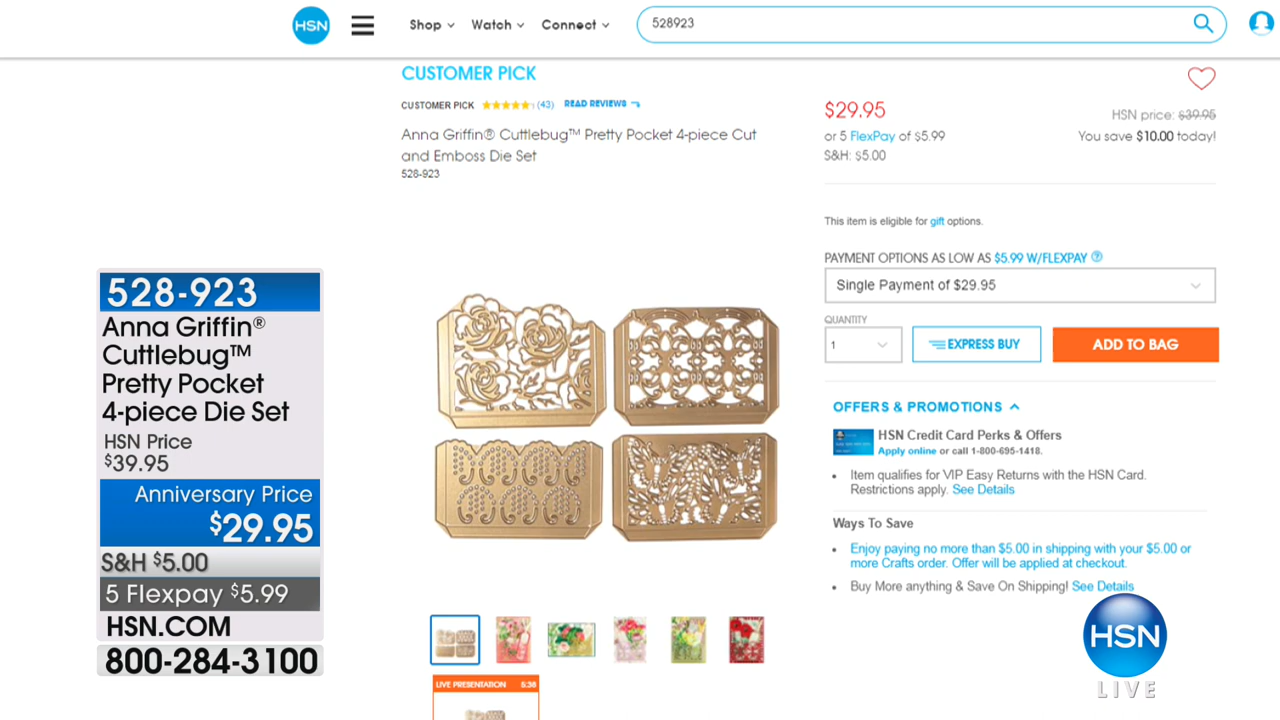 HSN
Shop
Watch
Connect
528923
CUSTOMER PICK
CUSTOMER PICK
(43)
READ REVIEWS
Anna Griffin® Cuttlebug™ Pretty Pocket 4-piece Cut
and Emboss Die Set
528-923
$29.95
HSN price: $39.95
or 5 FlexPay of $5.99
You save $10.00 today!
S&H: $5.00
This item is eligible for gift options.
PAYMENT OPTIONS AS LOW AS $5.99 W/FLEXPAY ?
Single Payment of $29.95
QUANTITY
1
EXPRESS BUY
ADD TO BAG
OFFERS & PROMOTIONS
HSN Credit Card Perks & Offers
Apply online or call 1-800-695-1418.
• Item qualifies for VIP Easy Returns with the HSN Card.
Restrictions apply. See Details
Ways To Save
• Enjoy paying no more than $5.00 in shipping with your $5.00 or
more Crafts order. Offer will be applied at checkout.
• Buy More anything & Save On Shipping! See Details
528-923
Anna Griffin®
Cuttlebug™
Pretty Pocket
4-piece Die Set
HSN Price
$39.95
Anniversary Price
$29.95
S&H $5.00
5 Flexpay $5.99
HSN.COM
800-284-3100
LIVE PRESENTATION 5:38
HSN
LIVE